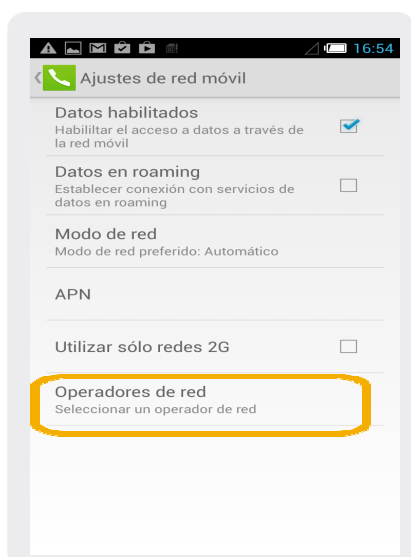 16:54
Ajustes de red móvil
Datos habilitados
Habililtar el acceso a datos a través de
la red móvil
Datos en roaming
Establecer conexión con servicios de
datos en roaming
Modo de red
Modo de red preferido: Automático
APN
Utilizar sólo redes 2G
Operadores de red
Seleccionar un operador de red